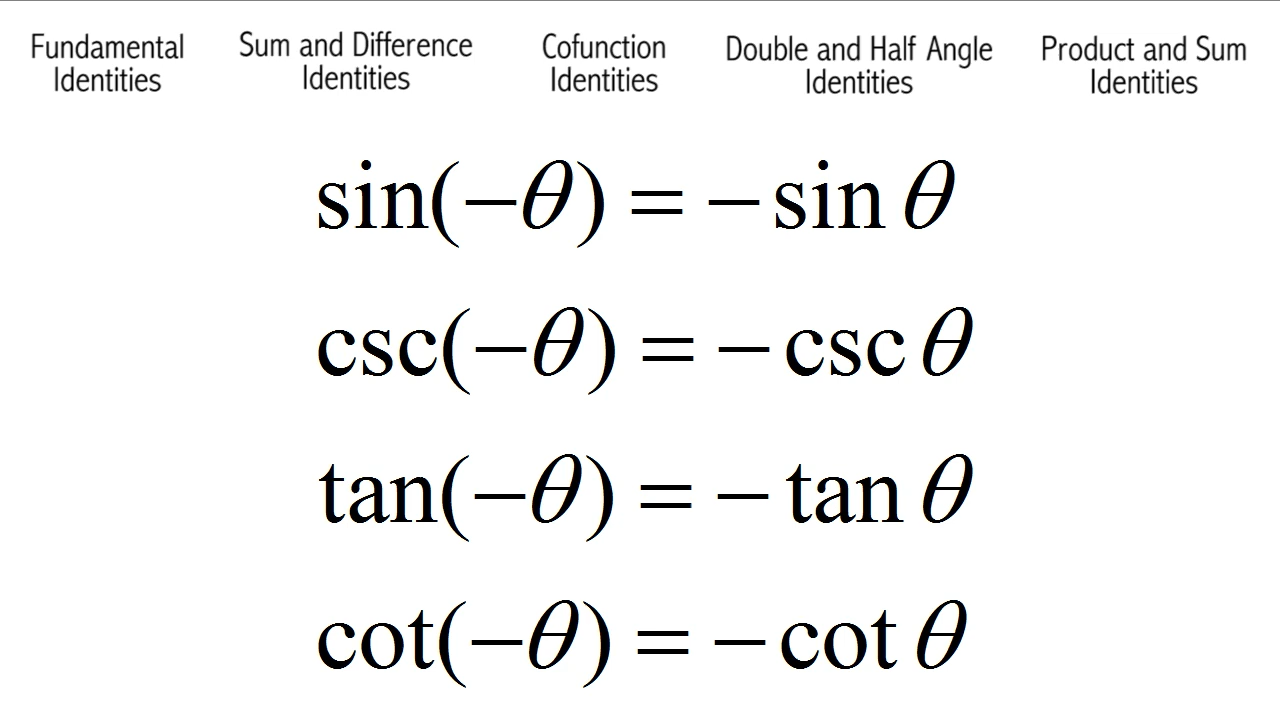 Fundamental Identities
Sum and Difference Identities
Cofunction Identities
Double and Half Angle Identities
Product and Sum Identities
sin(−θ) = −sin θ
csc(−θ) = −csc θ
tan(−θ) = −tan θ
cot(−θ) = −cot θ